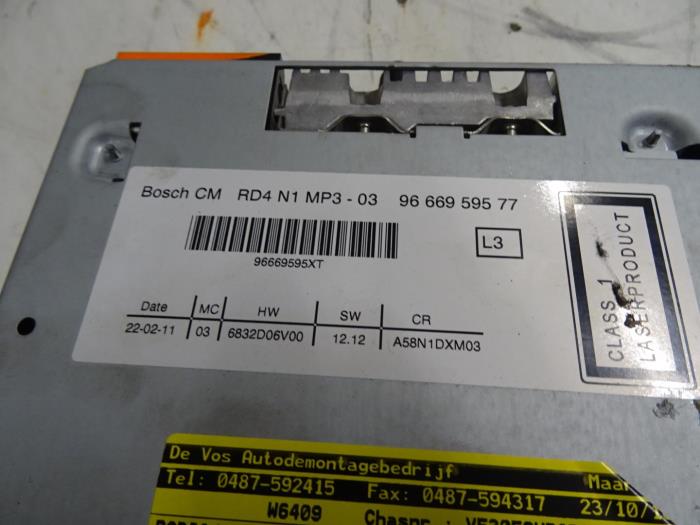 Bosch CM RD4 N1 MP3 - 03 96 669 595 77
L3
96669595XT
Date MC HW SW CR
22-02-11 03 6832D06V00 12.12 A58N1DXM03
CLASS 1
LASERPRODUCT
De Vos Autodemontagebedrijf
Tel: 0487-592415 Fax: 0487-594317 23/10/
W6409